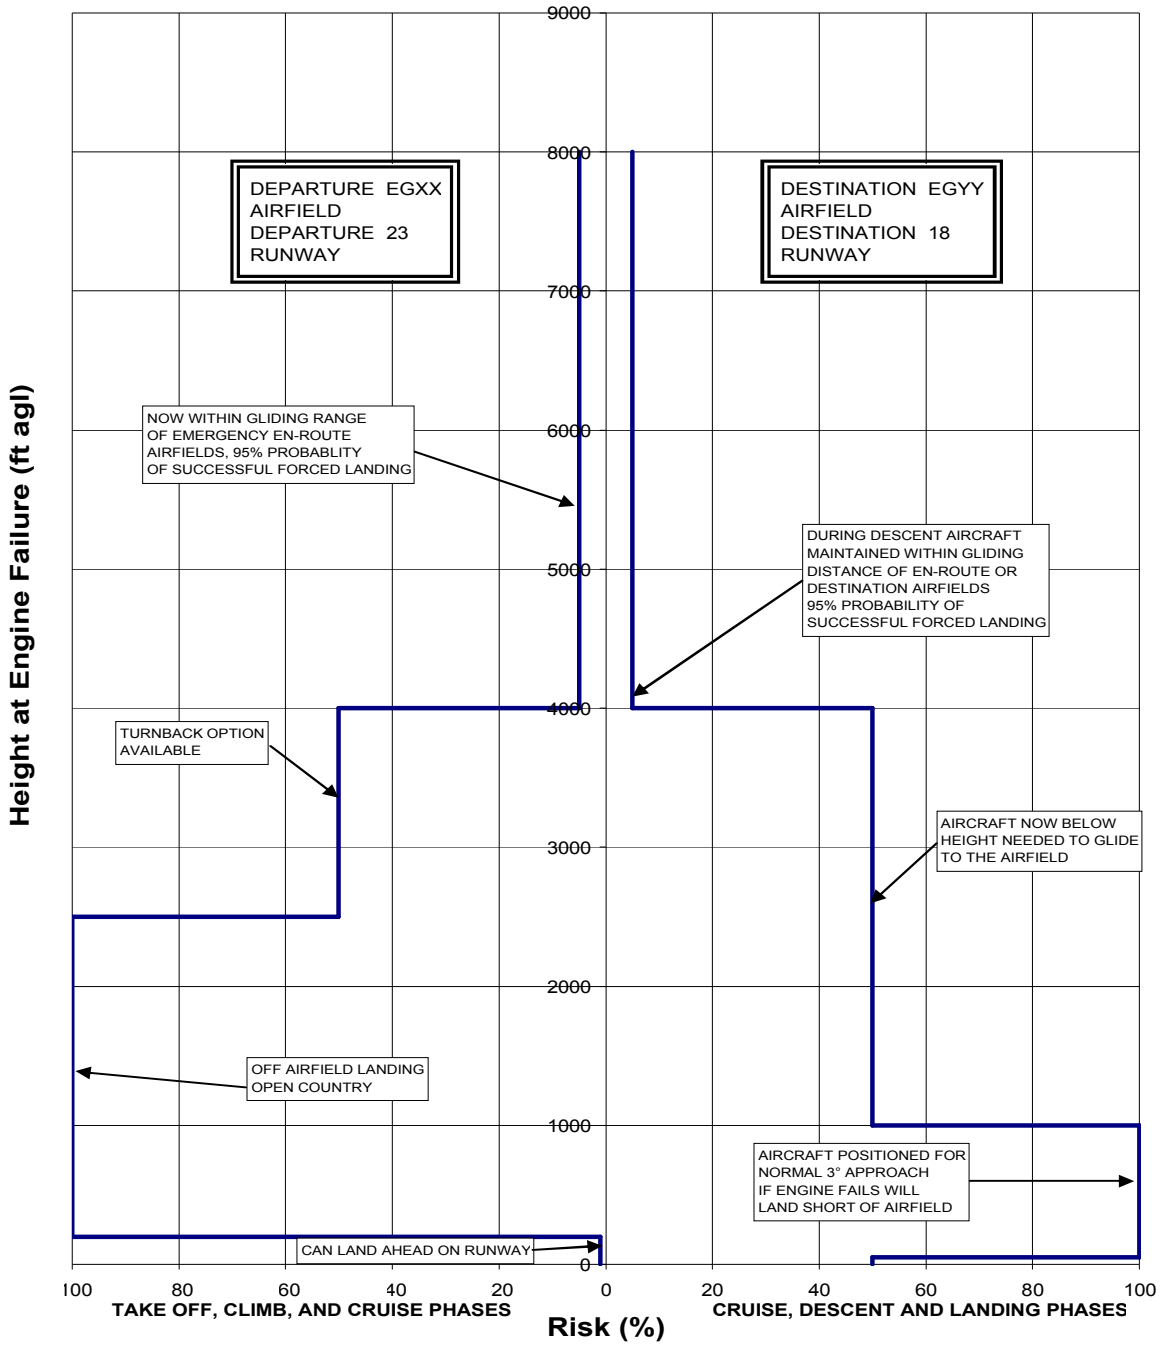 9000
8000
DEPARTURE EGXX
AIRFIELD
DEPARTURE 23
RUNWAY
DESTINATION EGYY
AIRFIELD
DESTINATION 18
RUNWAY
7000
NOW WITHIN GLIDING RANGE
OF EMERGENCY EN-ROUTE
AIRFIELDS, 95% PROBABLITY
OF SUCCESSFUL FORCED LANDING
6000
DURING DESCENT AIRCRAFT
MAINTAINED WITHIN GLIDING
DISTANCE OF EN-ROUTE OR
DESTINATION AIRFIELDS
95% PROBABILITY OF
SUCCESSFUL FORCED LANDING
5000
Height at Engine Failure (ft agl)
4000
TURNBACK OPTION
AVAILABLE
AIRCRAFT NOW BELOW
HEIGHT NEEDED TO GLIDE
TO THE AIRFIELD
3000
2000
OFF AIRFIELD LANDING
OPEN COUNTRY
1000
AIRCRAFT POSITIONED FOR
NORMAL 3° APPROACH
IF ENGINE FAILS WILL
LAND SHORT OF AIRFIELD
CAN LAND AHEAD ON RUNWAY
0
100 80 60 40 20 0 20 40 60 80 100
TAKE OFF, CLIMB, AND CRUISE PHASES
CRUISE, DESCENT AND LANDING PHASES
Risk (%)